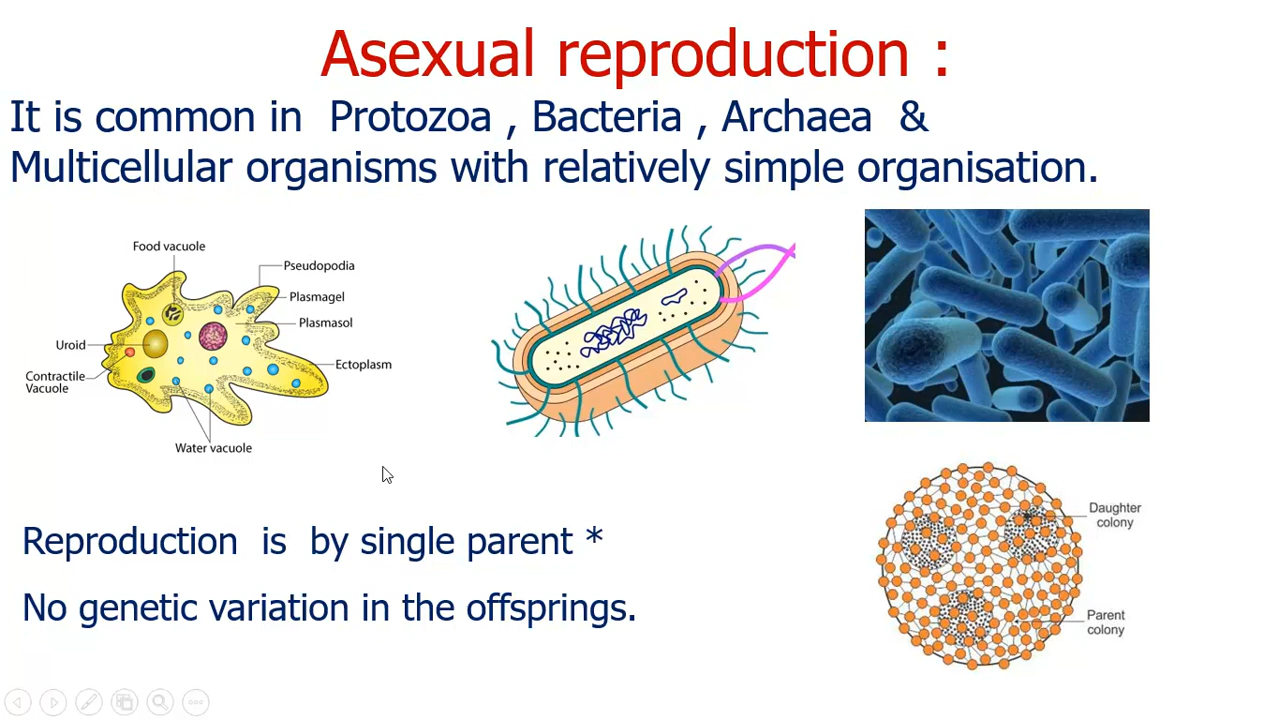 Asexual reproduction :
It is common in Protozoa , Bacteria , Archaea &
Multicellular organisms with relatively simple organisation.
Food vacuole
Pseudopodia
Plasmagel
Plasmasol
Uroid
Ectoplasm
Contractile
Vacuole
Water vacuole
Daughter
colony
Parent
colony
Reproduction is by single parent *
No genetic variation in the offsprings.